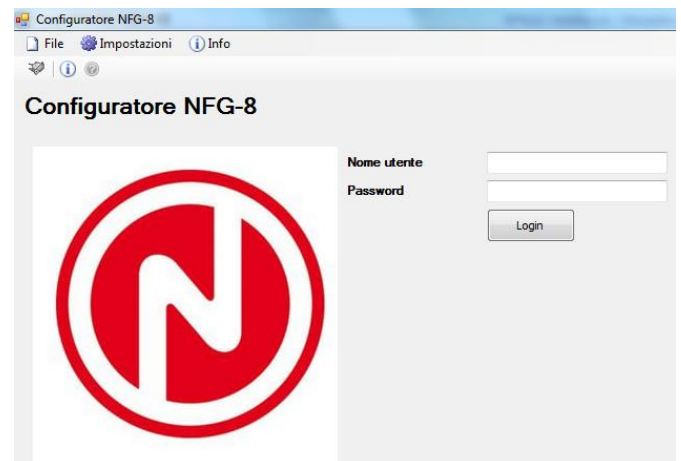 Configuratore NFG-8
File Impostazioni Info
Configuratore NFG-8
Nome utente
Password
Login